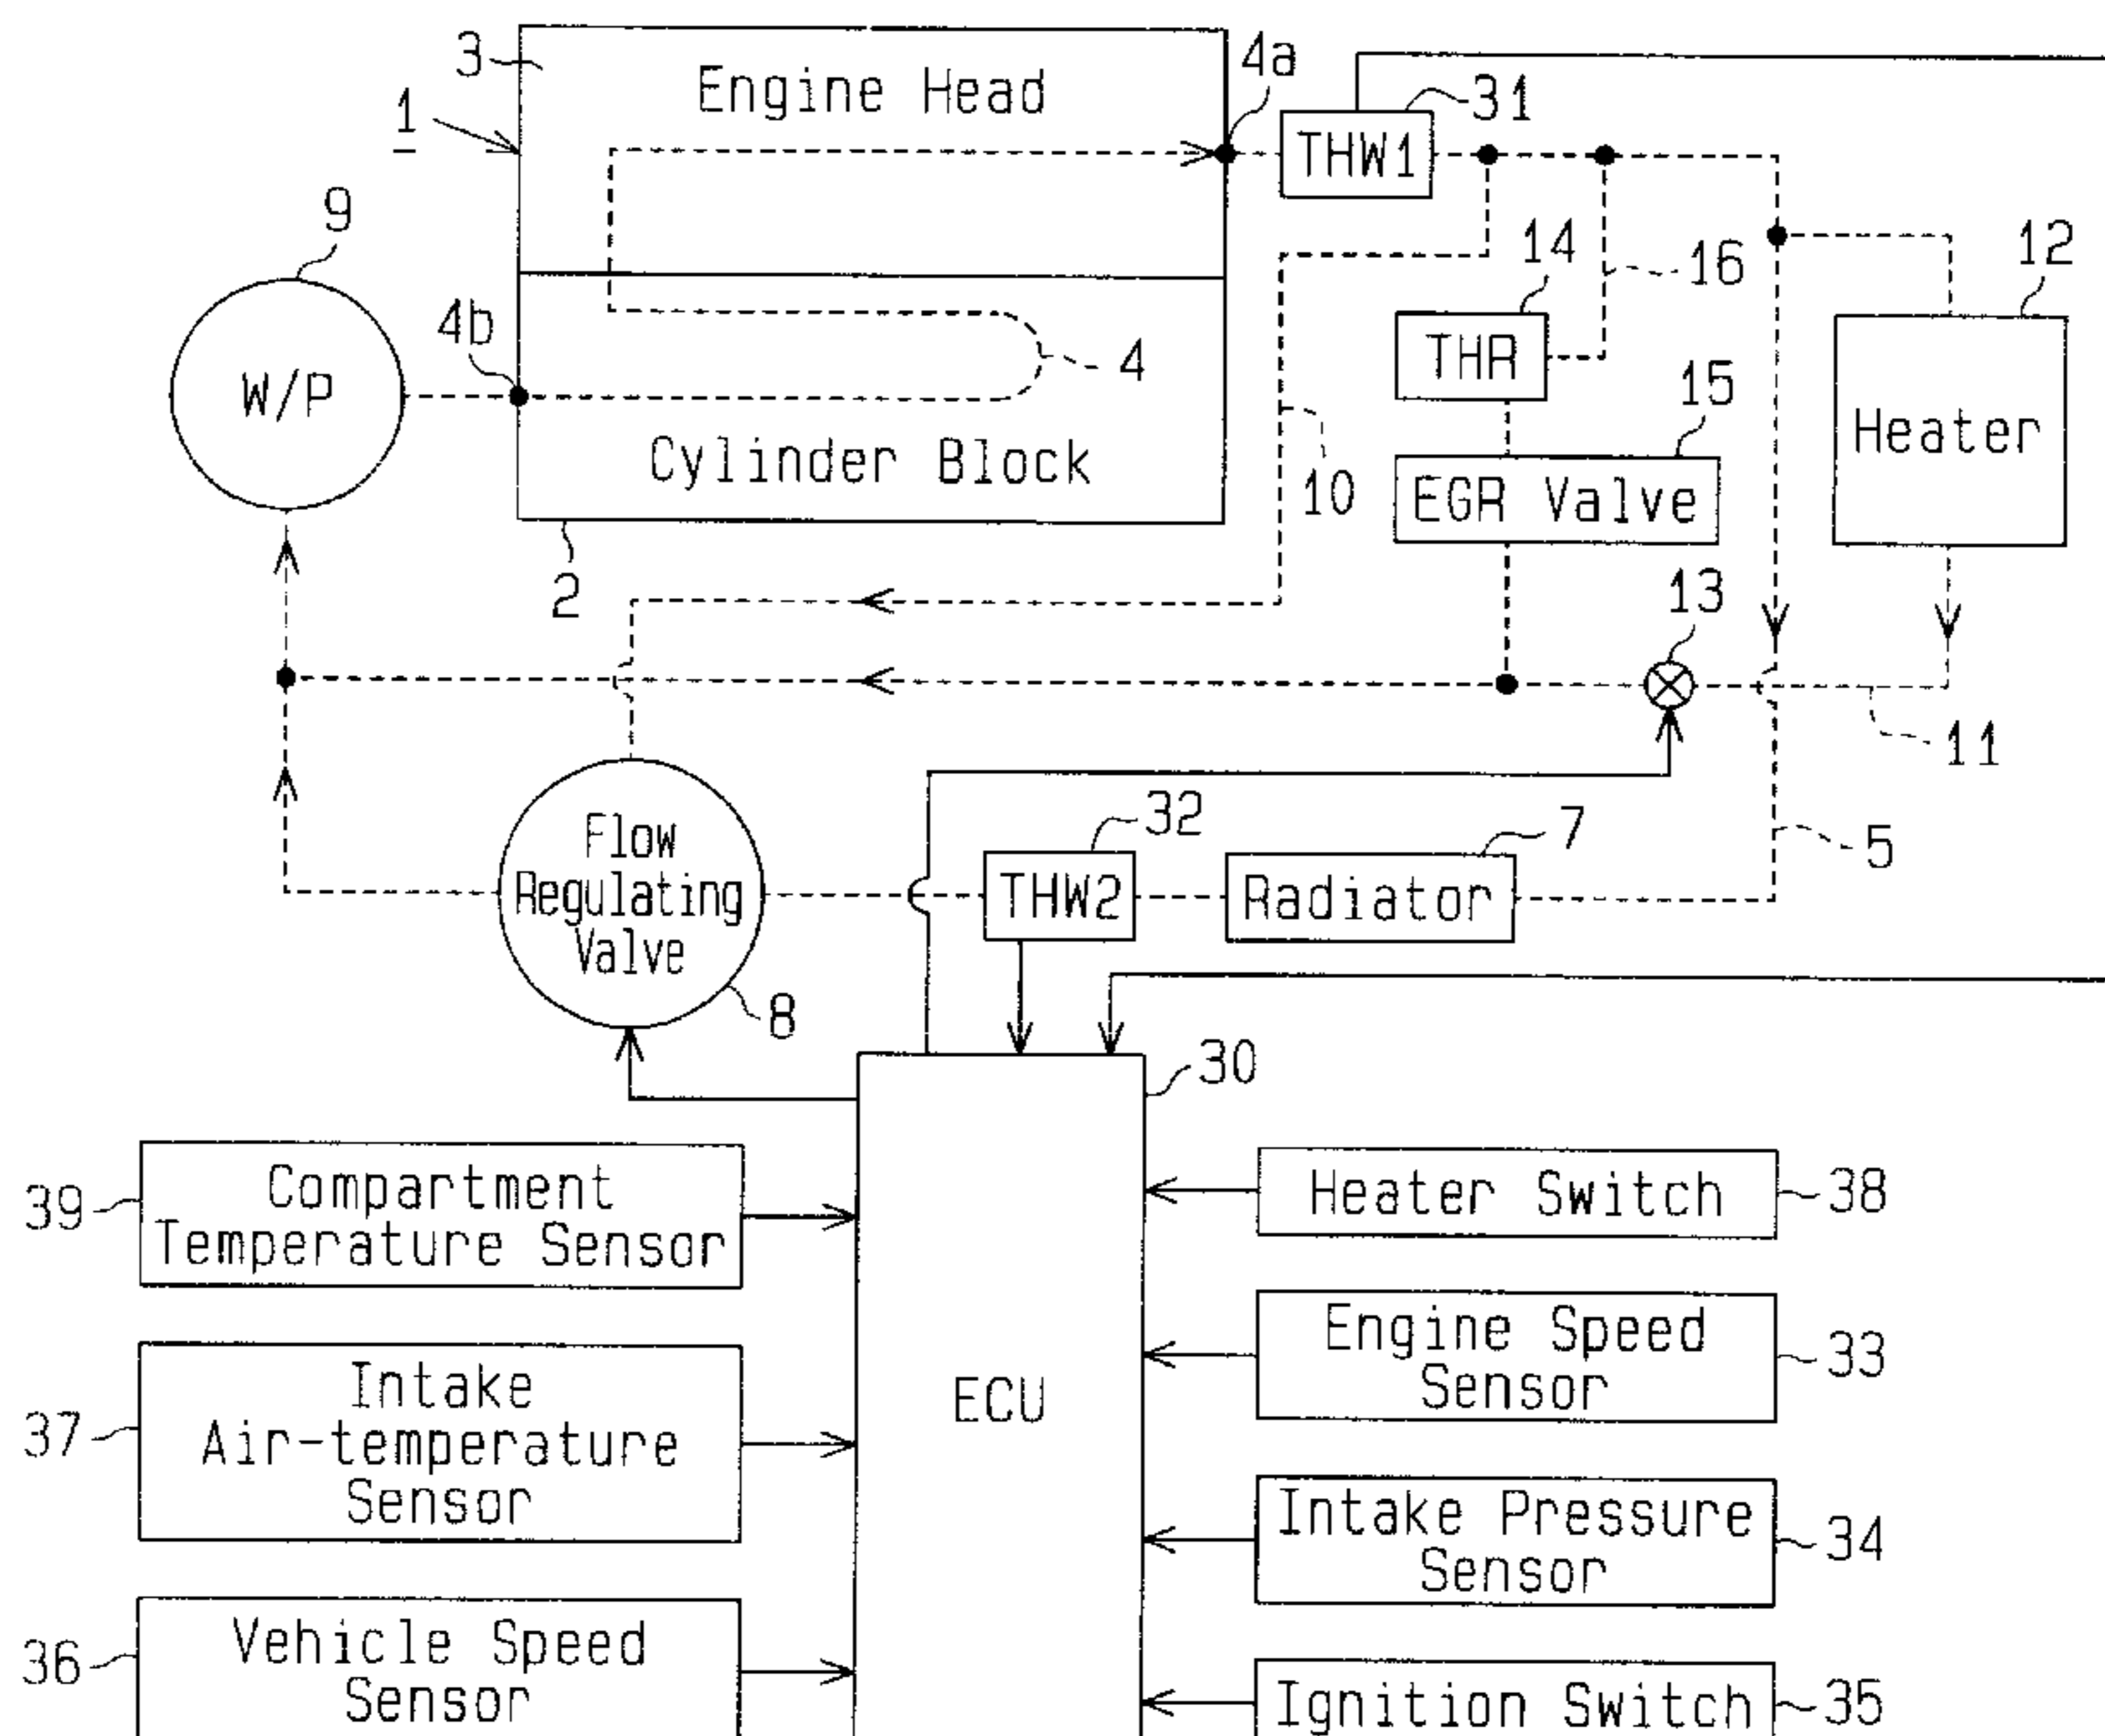 3
Engine Head
4a
31
1
THW1
9
14
16
12
4b
THR
4
W/P
15
Heater
Cylinder Block
10
EGR Valve
2
13
11
32
7
Flow
Regulating
Valve
5
THW2
Radiator
8
30
Compartment
Temperature Sensor
39
Heater Switch
38
Engine Speed
Sensor
33
Intake
Air-temperature
Sensor
37
ECU
Intake Pressure
Sensor
34
Vehicle Speed
Sensor
36
Ignition Switch
35